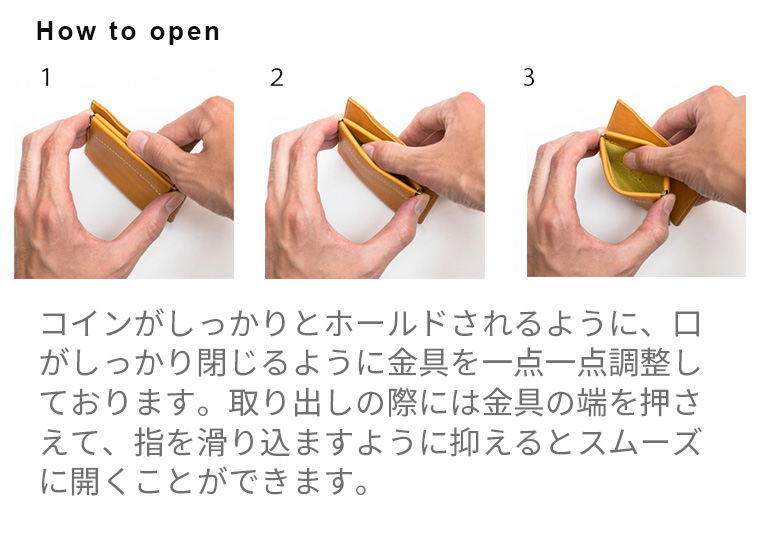 How to open
1 2 3
コインがしっかりとホールドされるように、口
がしっかり閉じるように金具を一点一点調整し
ております。取り出しの際には金具の端を押さ
えて、指を滑り込ますように抑えるとスムーズ
に開くことができます。